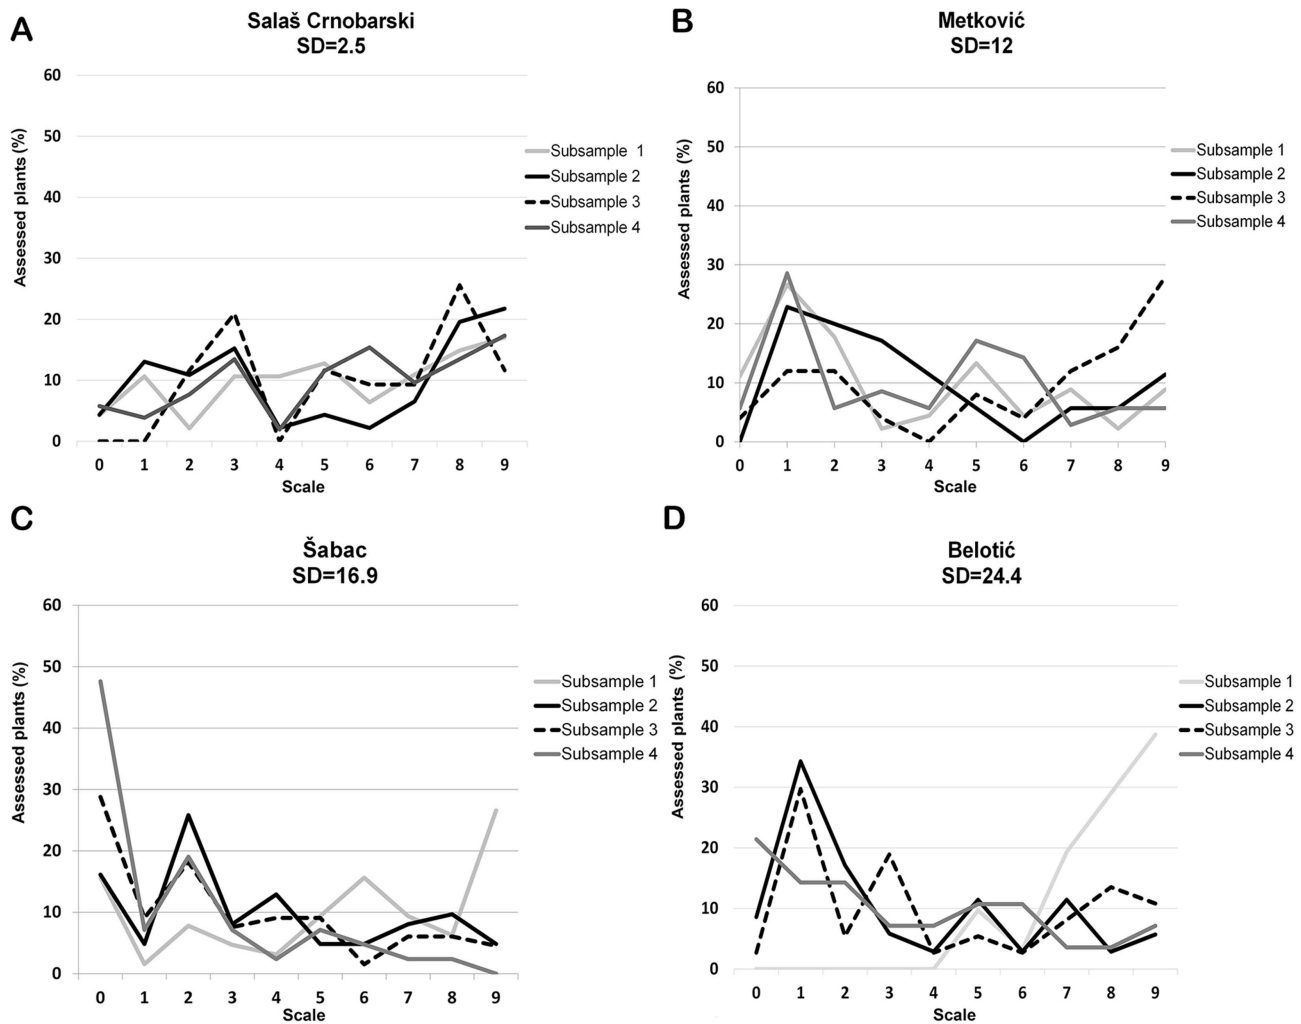 A
Salaš Crnobarski
SD=2.5
Assessed plants (%)
60
50
40
30
20
10
0
0 1 2 3 4 5 6 7 8 9
Scale
Subsample 1
Subsample 2
Subsample 3
Subsample 4
B
Metković
SD=12
Assessed plants (%)
60
50
40
30
20
10
0
0 1 2 3 4 5 6 7 8 9
Scale
Subsample 1
Subsample 2
Subsample 3
Subsample 4
C
Šabac
SD=16.9
Assessed plants (%)
60
50
40
30
20
10
0
0 1 2 3 4 5 6 7 8 9
Scale
Subsample 1
Subsample 2
Subsample 3
Subsample 4
D
Belotić
SD=24.4
Assessed plants (%)
60
50
40
30
20
10
0
0 1 2 3 4 5 6 7 8 9
Scale
Subsample 1
Subsample 2
Subsample 3
Subsample 4